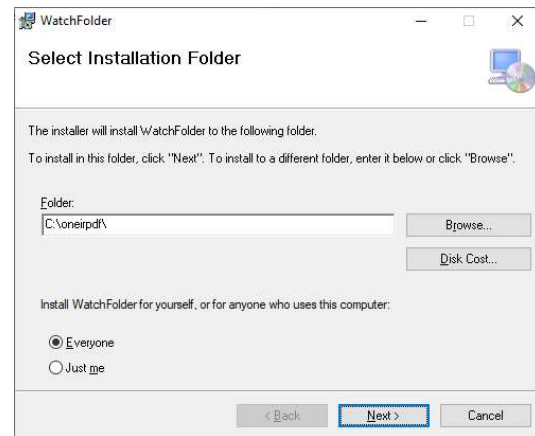 WatchFolder
Select Installation Folder
The installer will install WatchFolder to the following folder.
To install in this folder, click "Next". To install to a different folder, enter it below or click "Browse".
Folder:
C:\oneirpdf\
Browse...
Disk Cost...
Install WatchFolder for yourself, or for anyone who uses this computer:
Everyone
Just me
< Back
Next >
Cancel